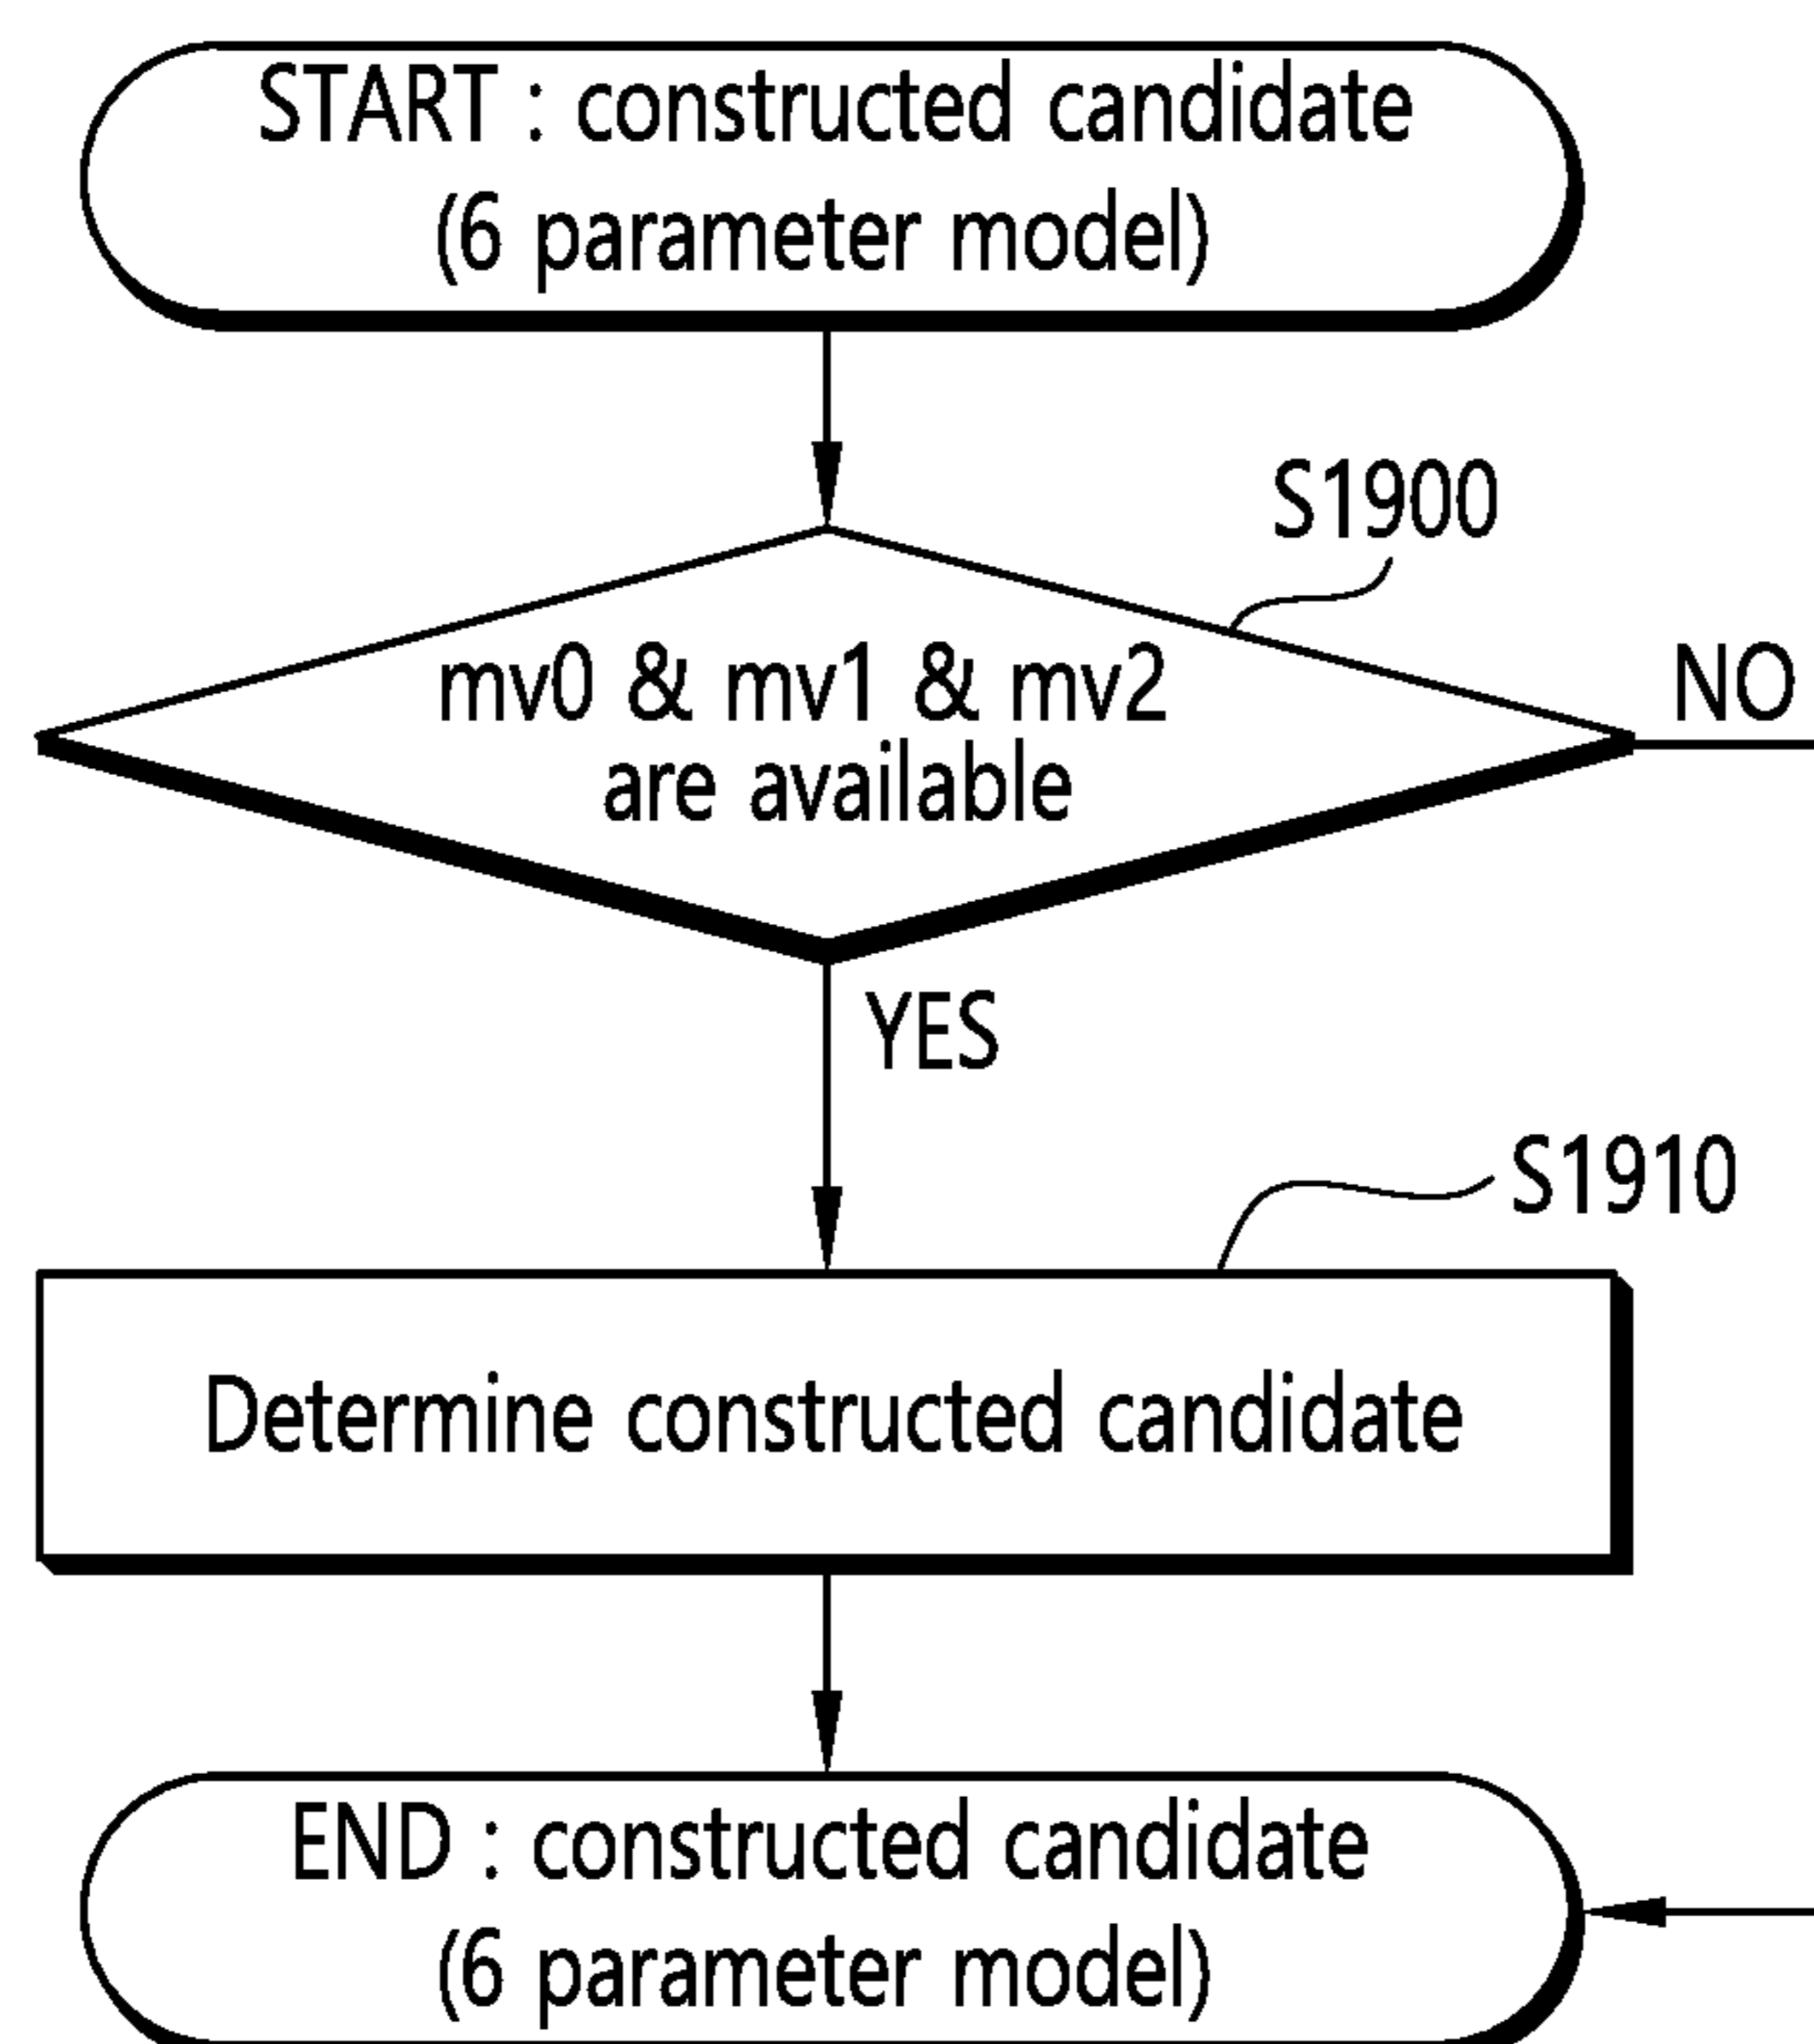 START : constructed candidate
(6 parameter model)
S1900
mv0 & mv1 & mv2
are available
NO
YES
S1910
Determine constructed candidate
END : constructed candidate
(6 parameter model)